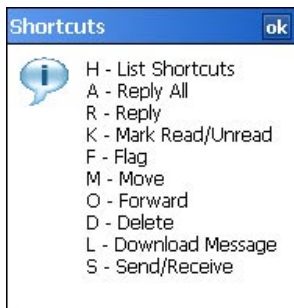 Shortcuts ok
H - List Shortcuts
A - Reply All
R - Reply
K - Mark Read/Unread
F - Flag
M - Move
O - Forward
D - Delete
L - Download Message
S - Send/Receive